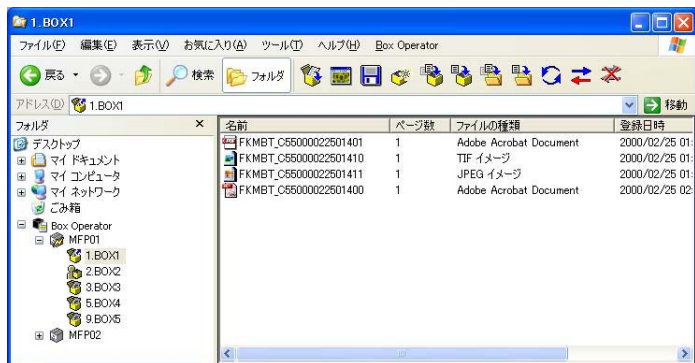 1.BOX1
ファイル(F) 編集(E) 表示(V) お気に入り(A) ツール(T) ヘルプ(H) Box Operator
戻る 検索 フォルダ
アドレス(D) 1.BOX1 移動
フォルダ
デスクトップ
マイ ドキュメント
マイ コンピュータ
マイ ネットワーク
ごみ箱
Box Operator
MFP01
1.BOX1
2.BOX2
3.BOX3
5.BOX4
9.BOX5
MFP02
名前 ページ数 ファイルの種類 登録日時
FKMBT_C55000022501401 1 Adobe Acrobat Document 2000/02/25 01:
FKMBT_C55000022501410 1 TIF イメージ 2000/02/25 01:
FKMBT_C55000022501411 1 JPEG イメージ 2000/02/25 01:
FKMBT_C55000022501400 1 Adobe Acrobat Document 2000/02/25 02: